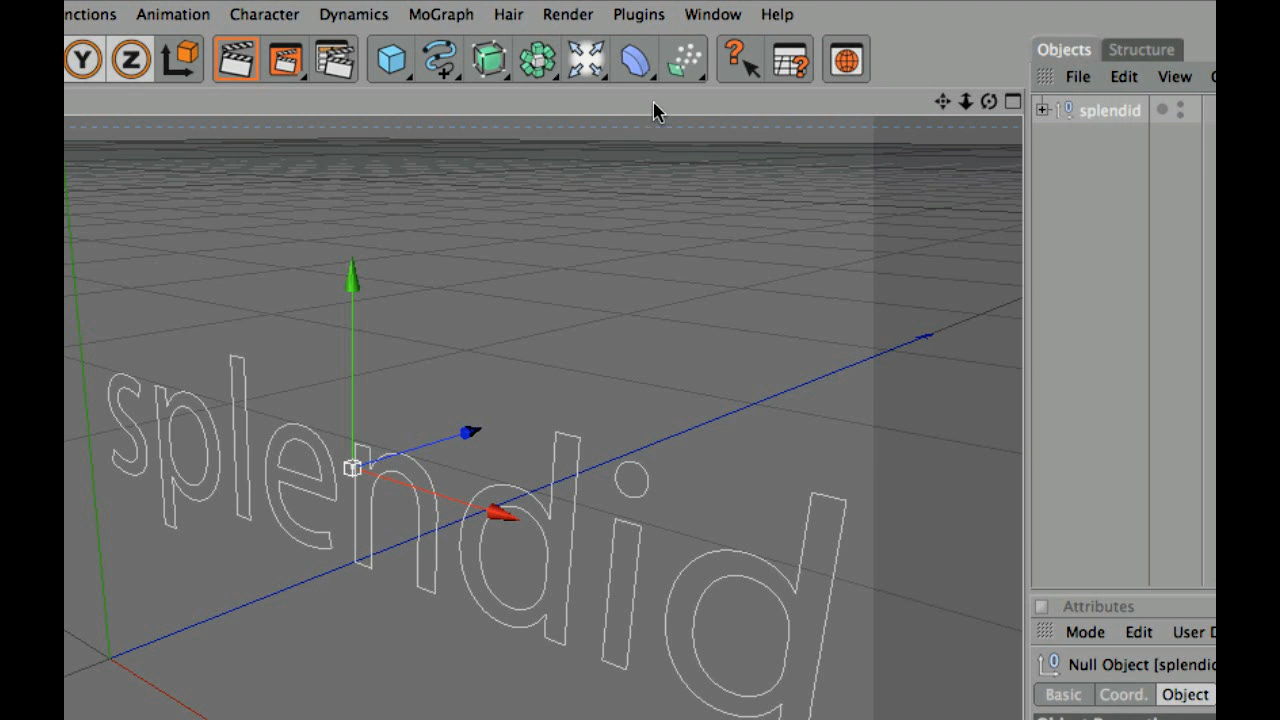 nctions Animation Character Dynamics MoGraph Hair Render Plugins Window Help
Y Z
Objects Structure
File Edit View
splendid
splendid
Attributes
Mode Edit User D
Null Object [splendid
Basic Coord. Object